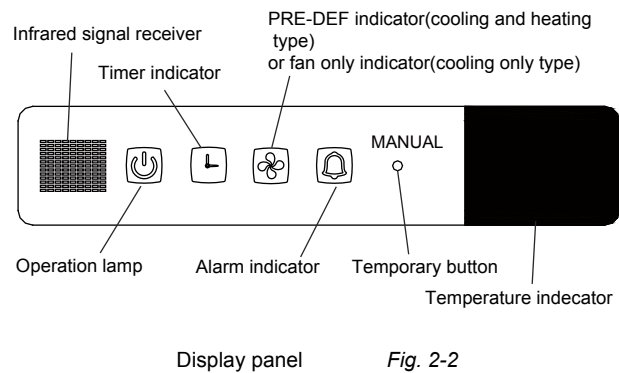 PRE-DEF indicator(cooling and heating
type)
or fan only indicator(cooling only type)
Infrared signal receiver
Timer indicator
MANUAL
Operation lamp
Alarm indicator
Temporary button
Temperature indecator
Display panel Fig. 2-2